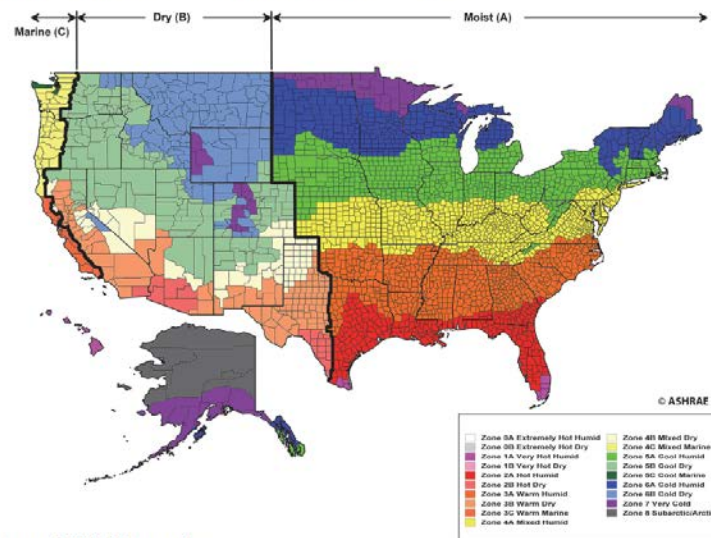 Dry (B)
Moist (A)
Marine (C)
© ASHRAE
Zone 0A Extremely Hot Humid
Zone 0B Extremely Hot Dry
Zone 1A Very Hot Humid
Zone 1B Very Hot Dry
Zone 2A Hot Humid
Zone 2B Hot Dry
Zone 3A Warm Humid
Zone 3B Warm Dry
Zone 3C Warm Marine
Zone 4A Mixed Humid
Zone 4B Mixed Dry
Zone 4C Mixed Marine
Zone 5A Cool Humid
Zone 5B Cool Dry
Zone 5C Cool Marine
Zone 6A Cold Humid
Zone 6B Cold Dry
Zone 7 Very Cold
Zone 8 Subarctic/Arctic